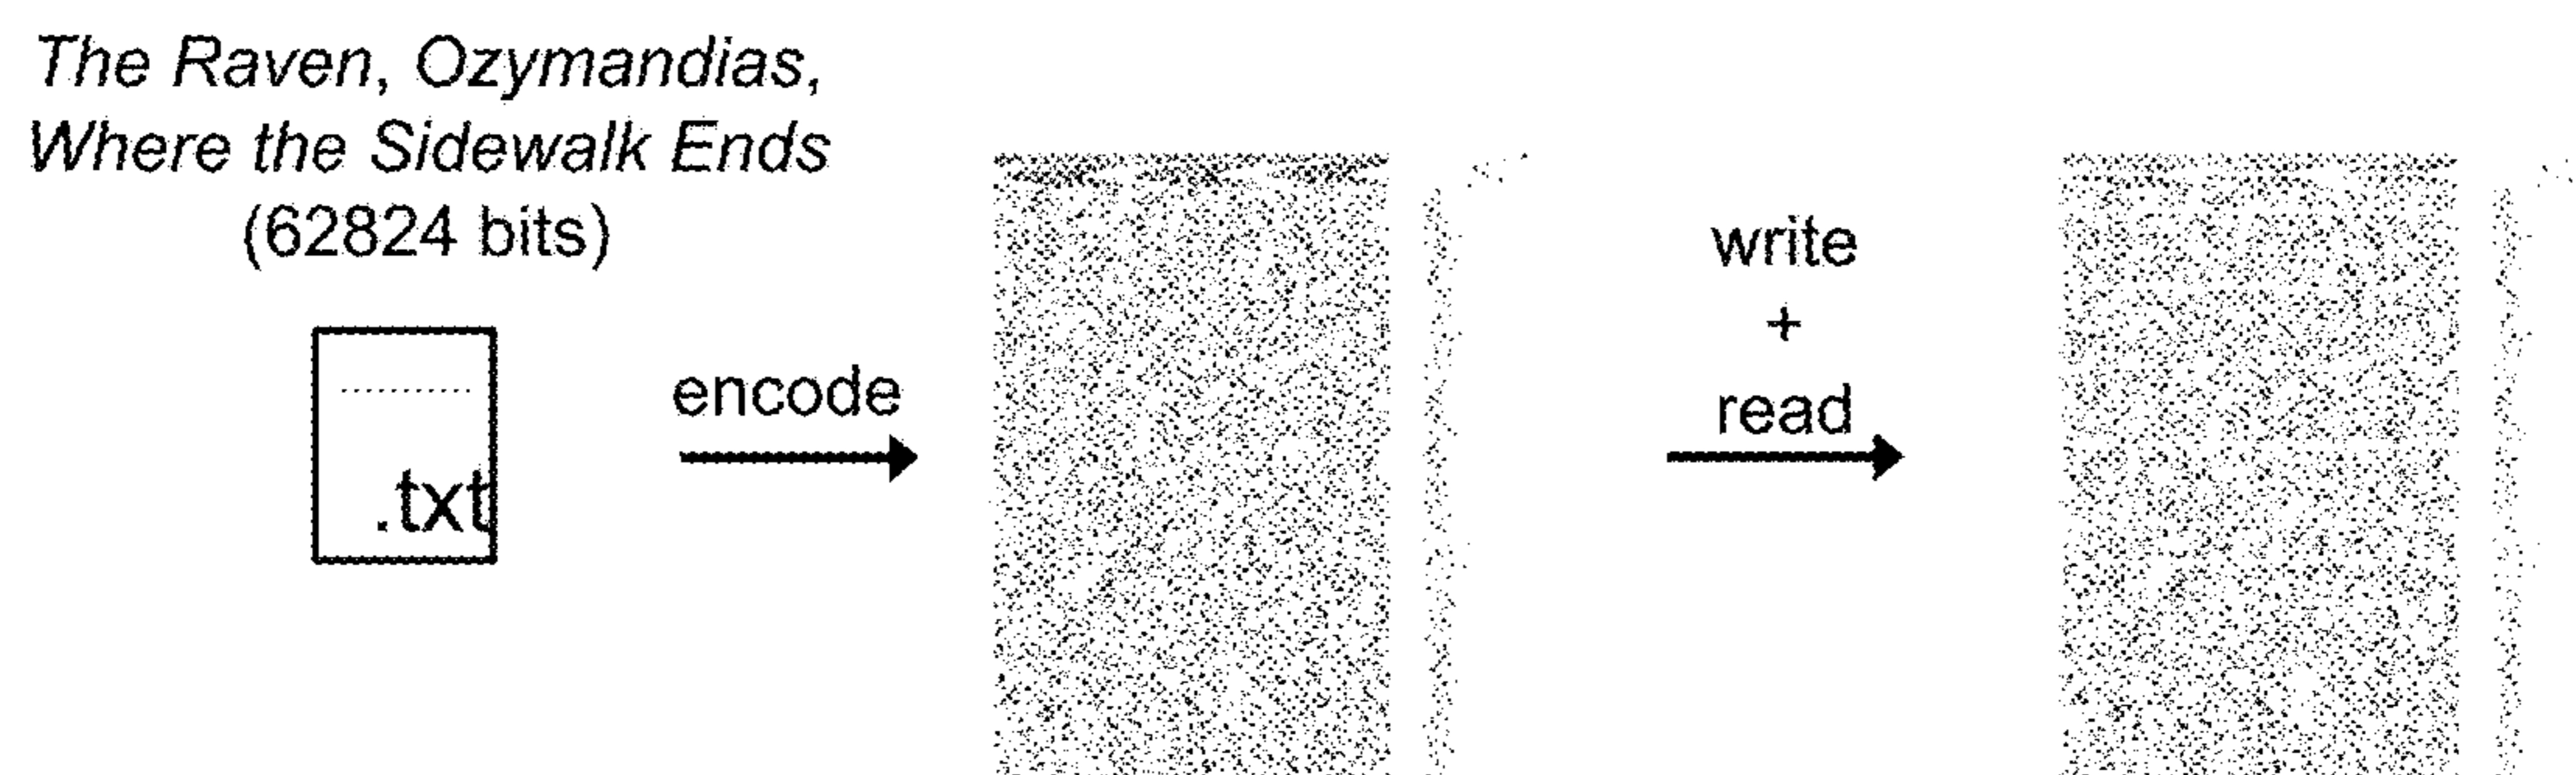 The Raven, Ozymandias,
Where the Sidewalk Ends
(62824 bits)
.txt
encode
write
+
read